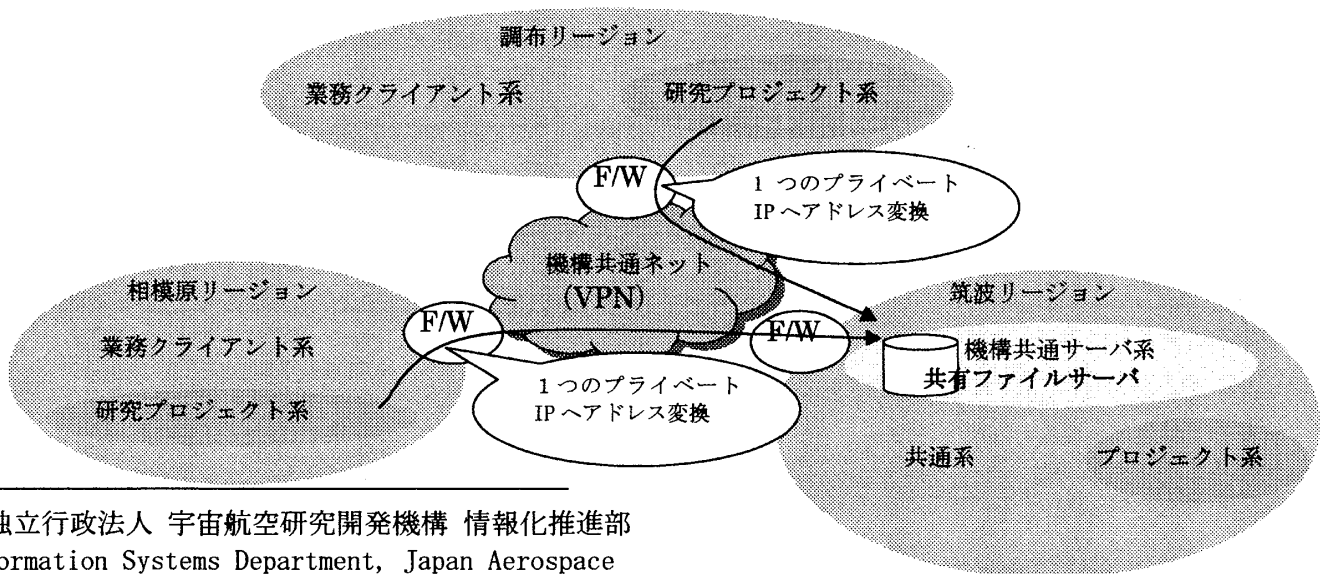 調布リージョン
業務クライアント系
研究プロジェクト系
F/W
1 つのプライベート
IP へアドレス変換
機構共通ネット
(VPN)
相模原リージョン
業務クライアント系
研究プロジェクト系
F/W
1 つのプライベート
IP へアドレス変換
F/W
筑波リージョン
機構共通サーバ系
共有ファイルサーバ
共通系
プロジェクト系
立行政法人 宇宙航空研究開発機構 情報化推進部
ormation Systems Department, Japan Aerospace